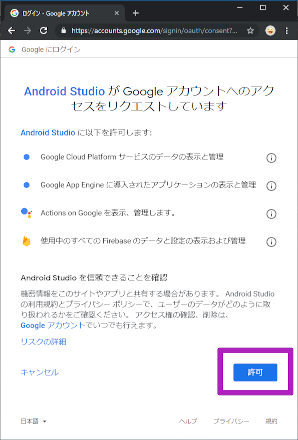 ログイン - Google アカウント
https://accounts.google.com/signin/oauth/consent?...
Google にログイン
Android Studio が Google アカウントへのアク
セスをリクエストしています
Android Studio に以下を許可します:
Google Cloud Platform サービスのデータの表示と管理
Google App Engine に導入されたアプリケーションの表示と管理
Actions on Google を表示、管理します。
使用中のすべての Firebase のデータと設定の表示および管理
Android Studio を信頼できることを確認
機密情報をこのサイトやアプリと共有する場合があります。 Android Studio
の利用規約とプライバシー ポリシーで、ユーザーのデータがどのように取
り扱われるかをご確認ください。 アクセス権の確認、削除は、
Google アカウントでいつでも行えます。
リスクの詳細
キャンセル
許可
日本語
ヘルプ
プライバシー
規約